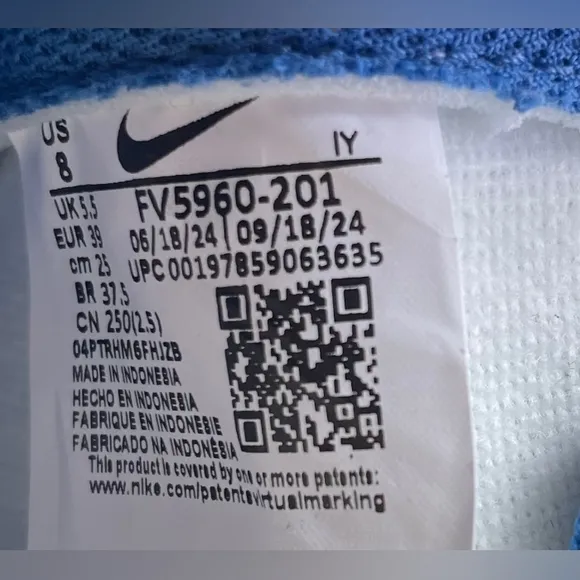 US
8
IY
UK 5.5
FV5960-201
EUR 39
06/18/24 | 09/18/24
cm 25
UPC 00197859063635
BR 37.5
CN 250(2.5)
04PTRHM6FHJZB
MADE IN INDONESIA
HECHO EN INDONESIA
FABRIQUE EN INDONESIE
FABRICADO NA INDONESIA
This product is covered by one or more patents:
www.nike.com/patentsvirtualmarking